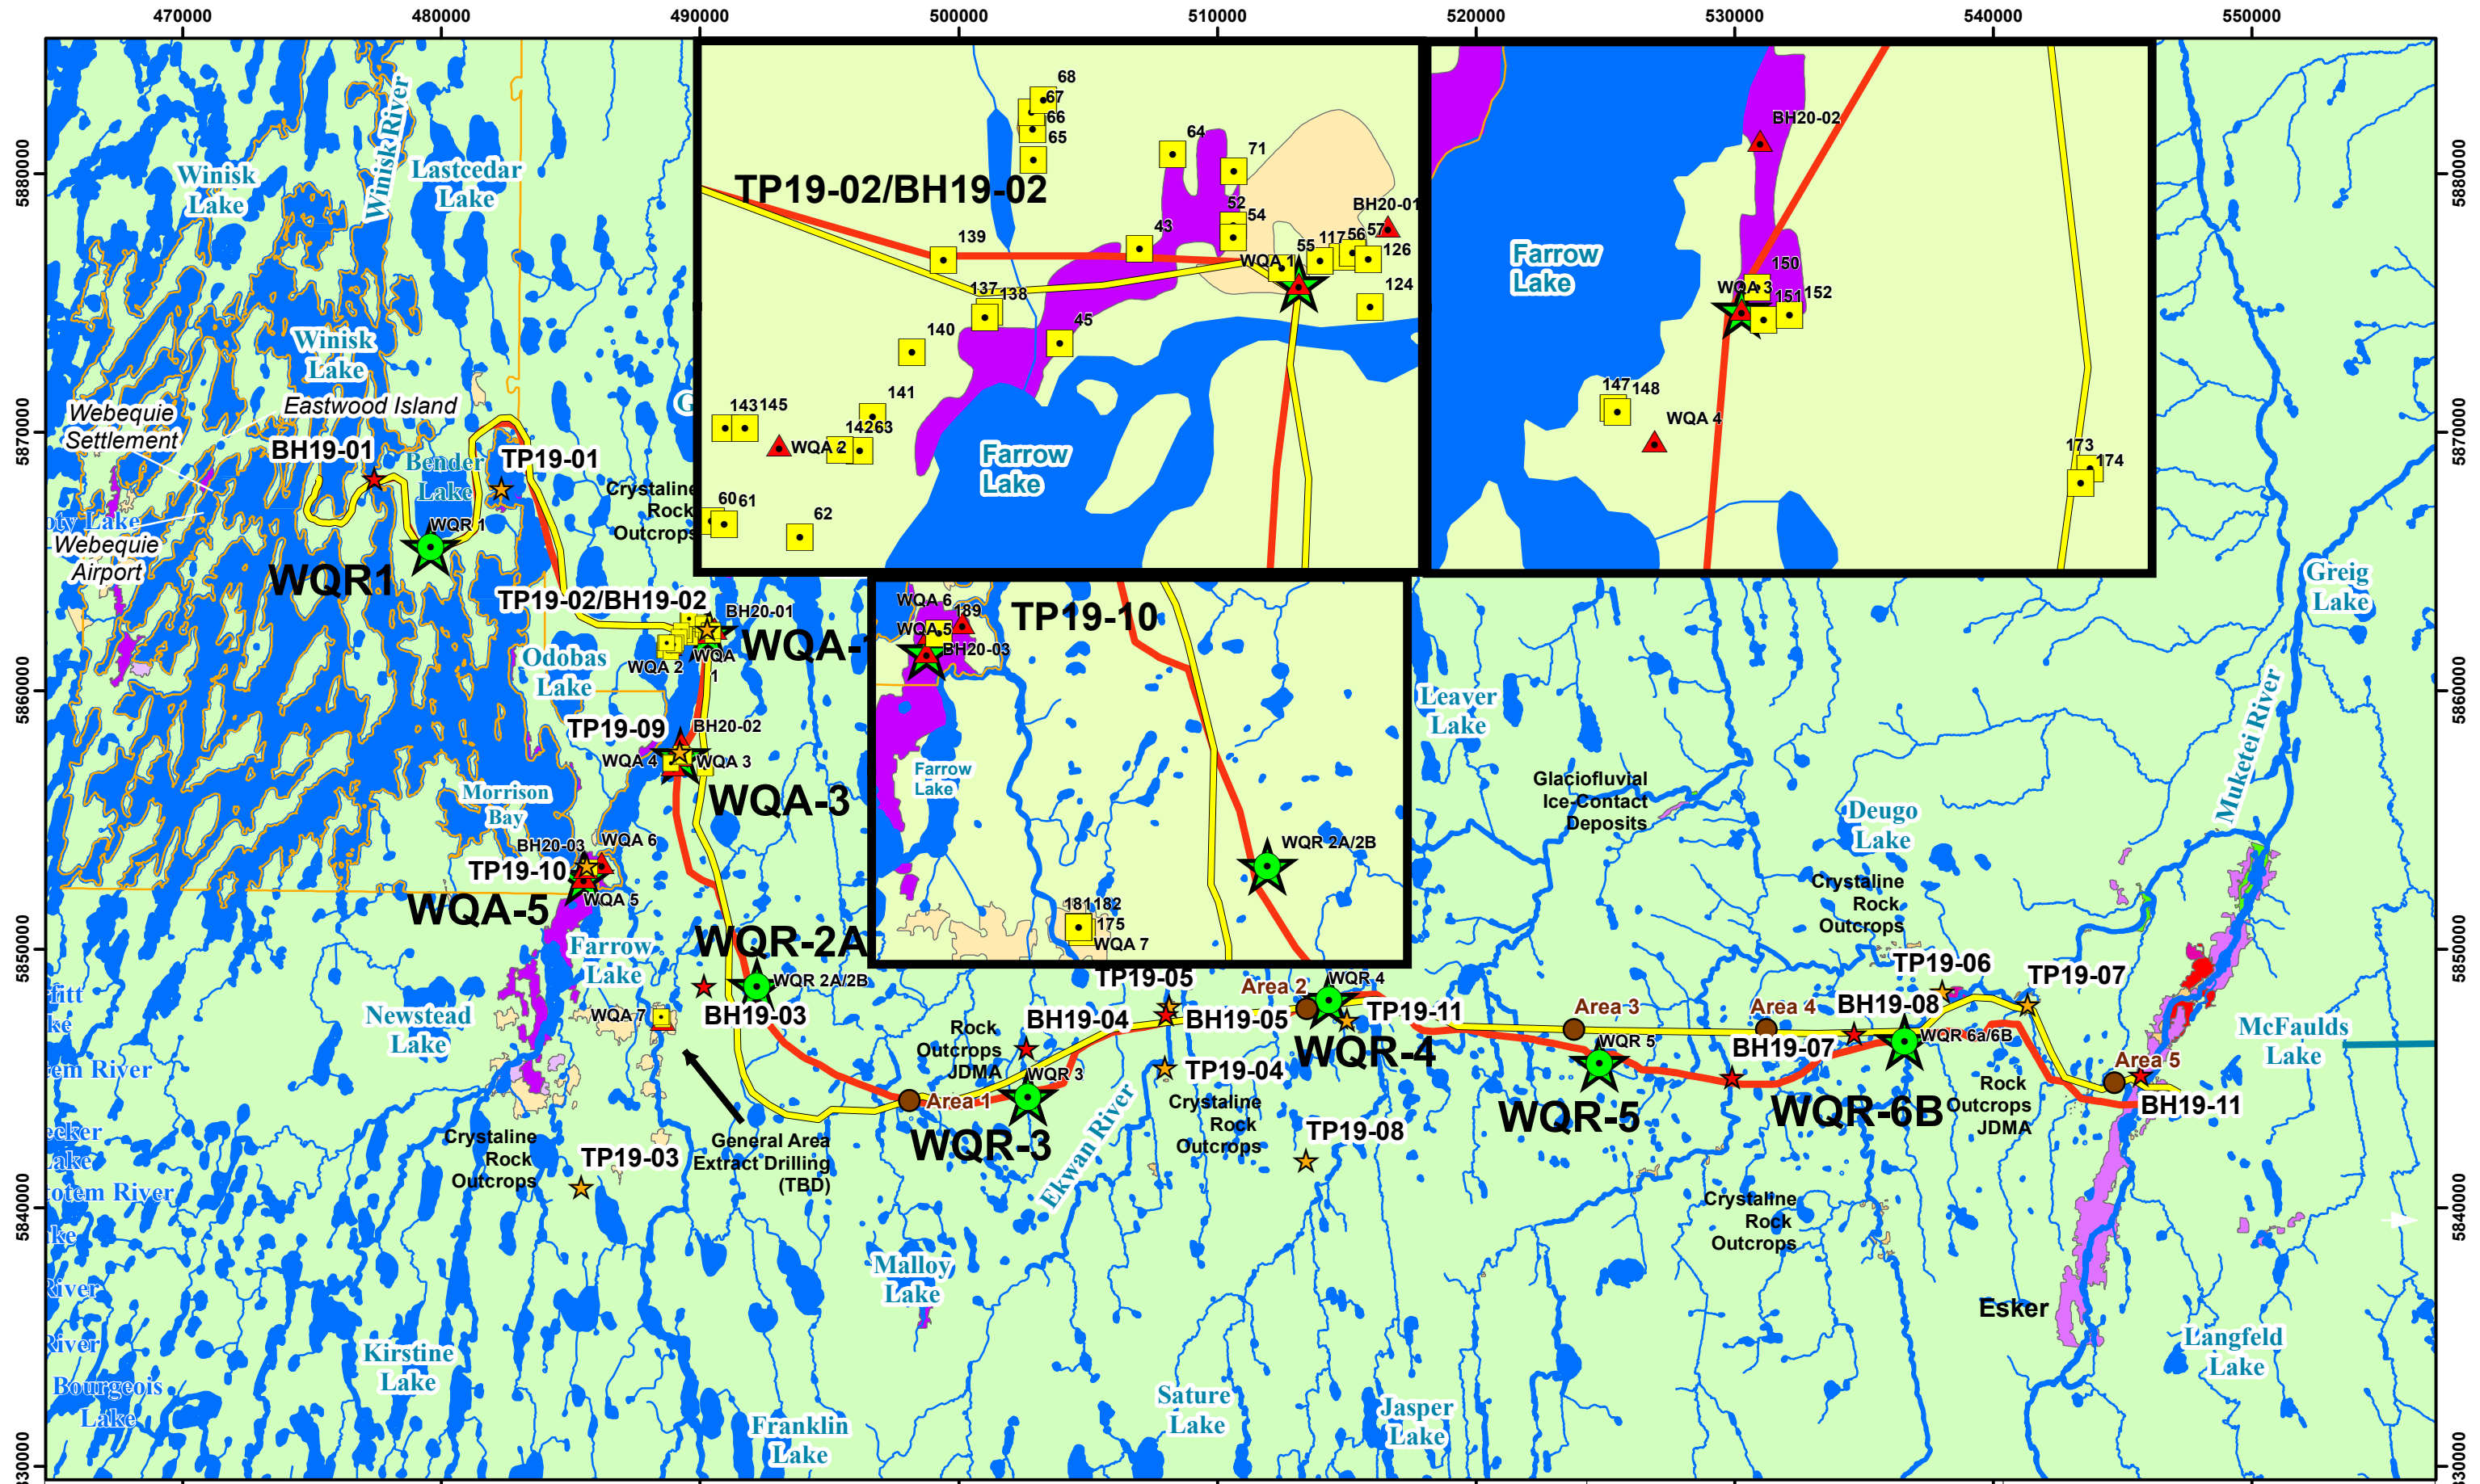 470000
480000
490000
500000
510000
520000
530000
540000
550000
5880000
5870000
5860000
5850000
5840000
5880000
5870000
5860000
5850000
5840000
Winisk
Lake
Winisk River
Lastcedar
Lake
Winisk
Lake
Webequie
Settlement
Eastwood Island
BH19-01
Bender
Lake
TP19-01
WQR 1
Webequie
Airport
WQR1
Crystaline
Rock
Outcrops
TP19-02/BH19-02
BH20-01
WQA-1
WQA 2
WQA
1
Odobas
Lake
TP19-09
BH20-02
WQA 4
WQA 3
WQA-3
Morrison
Bay
BH20-03
WQA 6
TP19-10
WQA 5
WQA-5
Farrow
Lake
WQR-2A
WQR 2A/2B
BH19-03
WQA 7
Newstead
Lake
General Area
Extract Drilling
(TBD)
Crystaline
Rock
Outcrops
TP19-03
Kirstine
Lake
Bourgeois
Lake
Franklin
Lake
Malloy
Lake
Area 1
WQR-3
WQR 3
Rock
Outcrops
JDMA
BH19-04
TP19-05
BH19-05
TP19-04
Crystaline
Rock
Outcrops
Ekwan River
Area 2
WQR 4
TP19-11
WQR-4
TP19-08
Sature
Lake
Jasper
Lake
Leaver
Lake
Glaciofluvial
Ice-Contact
Deposits
Deugo
Lake
Crystaline
Rock
Outcrops
Area 3
WQR 5
WQR-5
Area 4
BH19-07
BH19-08
TP19-06
TP19-07
WQR 6a/6B
WQR-6B
Rock
Outcrops
JDMA
Crystaline
Rock
Outcrops
Area 5
BH19-11
Muketei River
Greig
Lake
McFaulds
Lake
Esker
Langfeld
Lake
TP19-02/BH19-02
68
67
66
65
64
71
52
54
43
139
BH20-01
57
56
117
55
126
WQA 1
124
137
138
45
140
141
143
145
142
63
WQA 2
60
61
62
Farrow
Lake
BH20-02
Farrow
Lake
150
WQA 3
151
152
147
148
WQA 4
173
174
WQA 6
189
TP19-10
WQA 5
BH20-03
Farrow
Lake
WQR 2A/2B
181
182
175
WQA 7